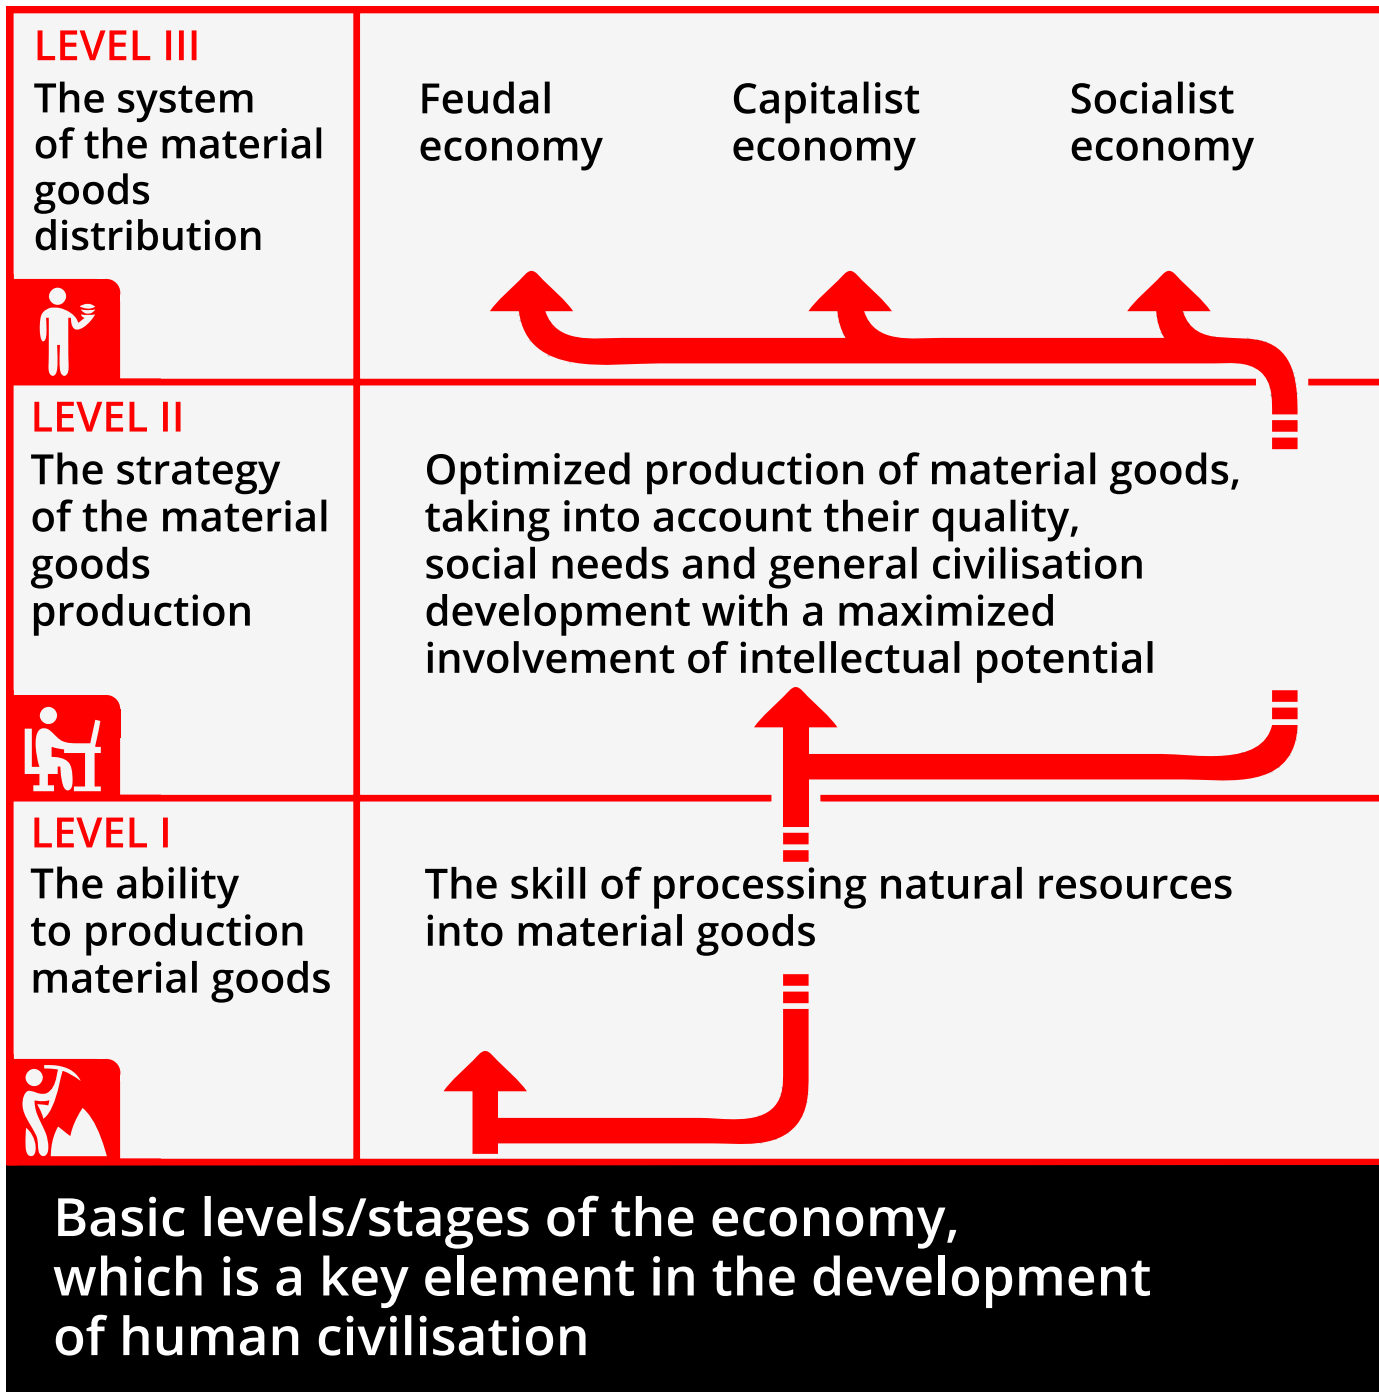 LEVEL III
The system
of the material
goods
distribution
Feudal
economy
Capitalist
economy
Socialist
economy
LEVEL II
The strategy
of the material
goods
production
Optimized production of material goods,
taking into account their quality,
social needs and general civilisation
development with a maximized
involvement of intellectual potential
LEVEL I
The ability
to production
material goods
The skill of processing natural resources
into material goods
Basic levels/stages of the economy,
which is a key element in the development
of human civilisation